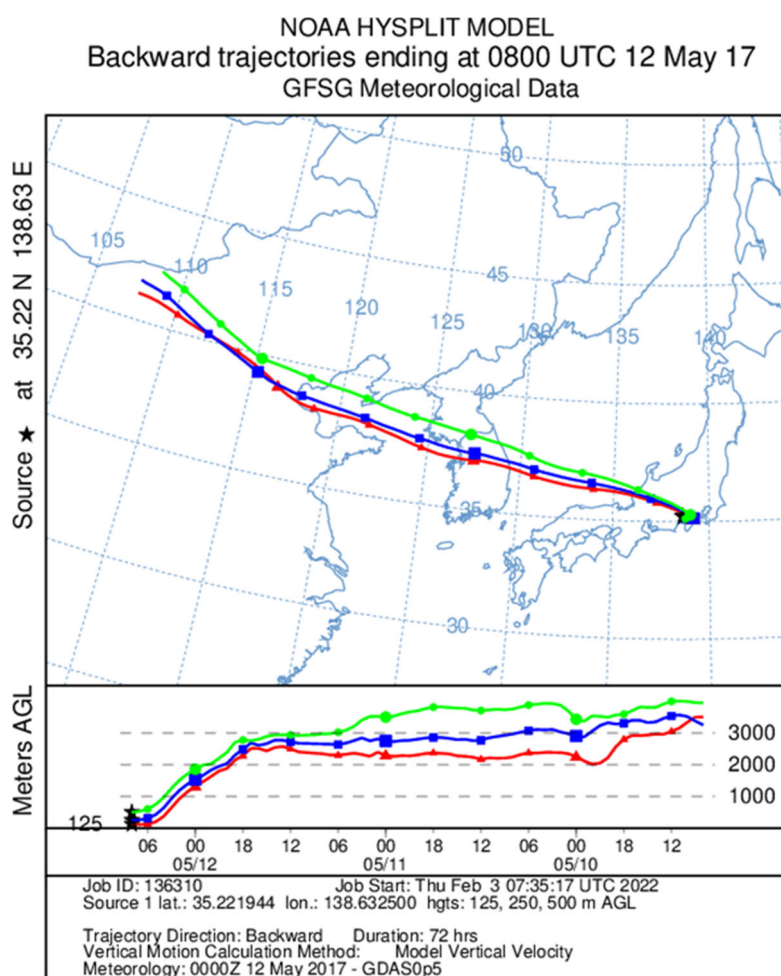 NOAA HYSPLIT MODEL
Backward trajectories ending at 0800 UTC 12 May 17
GFSG Meteorological Data
Source ★ at 35.22 N 138.63 E
50
105
110
45
115
120
125
130
135
140
40
35
30
Meters AGL
3000
2000
1000
125
06 00 18 12 06 00 18 12 06 00 18 12
05/12 05/11 05/10
Job ID: 136310 Job Start: Thu Feb 3 07:35:17 UTC 2022
Source 1 lat.: 35.221944 lon.: 138.632500 hgts: 125, 250, 500 m AGL
Trajectory Direction: Backward Duration: 72 hrs
Vertical Motion Calculation Method: Model Vertical Velocity
Meteorology: 0000Z 12 May 2017 - GDAS0p5